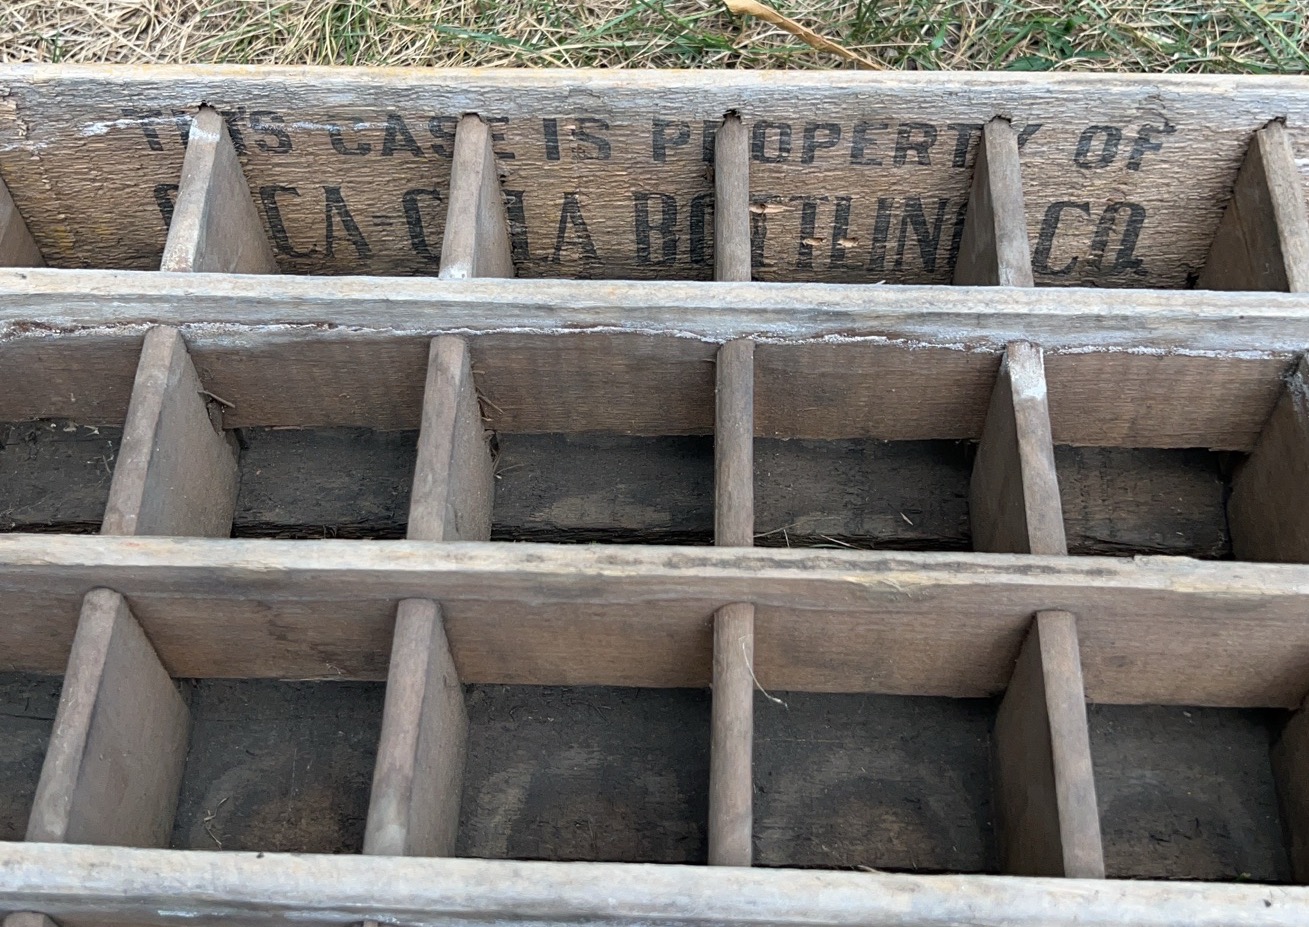 THIS CASE IS PROPERTY OF
COCA-COLA BOTTLING CO.